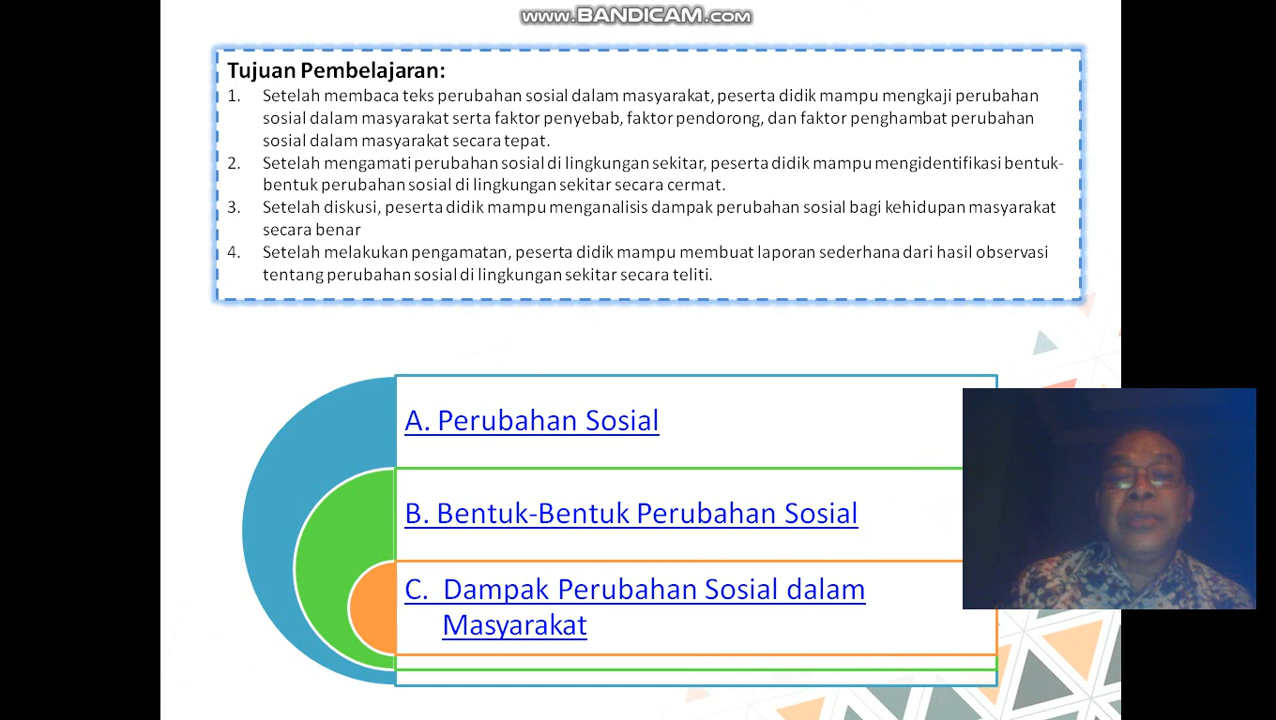 www.BANDICAM.com
Tujuan Pembelajaran:
1. Setelah membaca teks perubahan sosial dalam masyarakat, peserta didik mampu mengkaji perubahan
sosial dalam masyarakat serta faktor penyebab, faktor pendorong, dan faktor penghambat perubahan
sosial dalam masyarakat secara tepat.
2. Setelah mengamati perubahan sosial di lingkungan sekitar, peserta didik mampu mengidentifikasi bentuk-
bentuk perubahan sosial di lingkungan sekitar secara cermat.
3. Setelah diskusi, peserta didik mampu menganalisis dampak perubahan sosial bagi kehidupan masyarakat
secara benar
4. Setelah melakukan pengamatan, peserta didik mampu membuat laporan sederhana dari hasil observasi
tentang perubahan sosial di lingkungan sekitar secara teliti.
A. Perubahan Sosial
B. Bentuk-Bentuk Perubahan Sosial
C. Dampak Perubahan Sosial dalam
Masyarakat